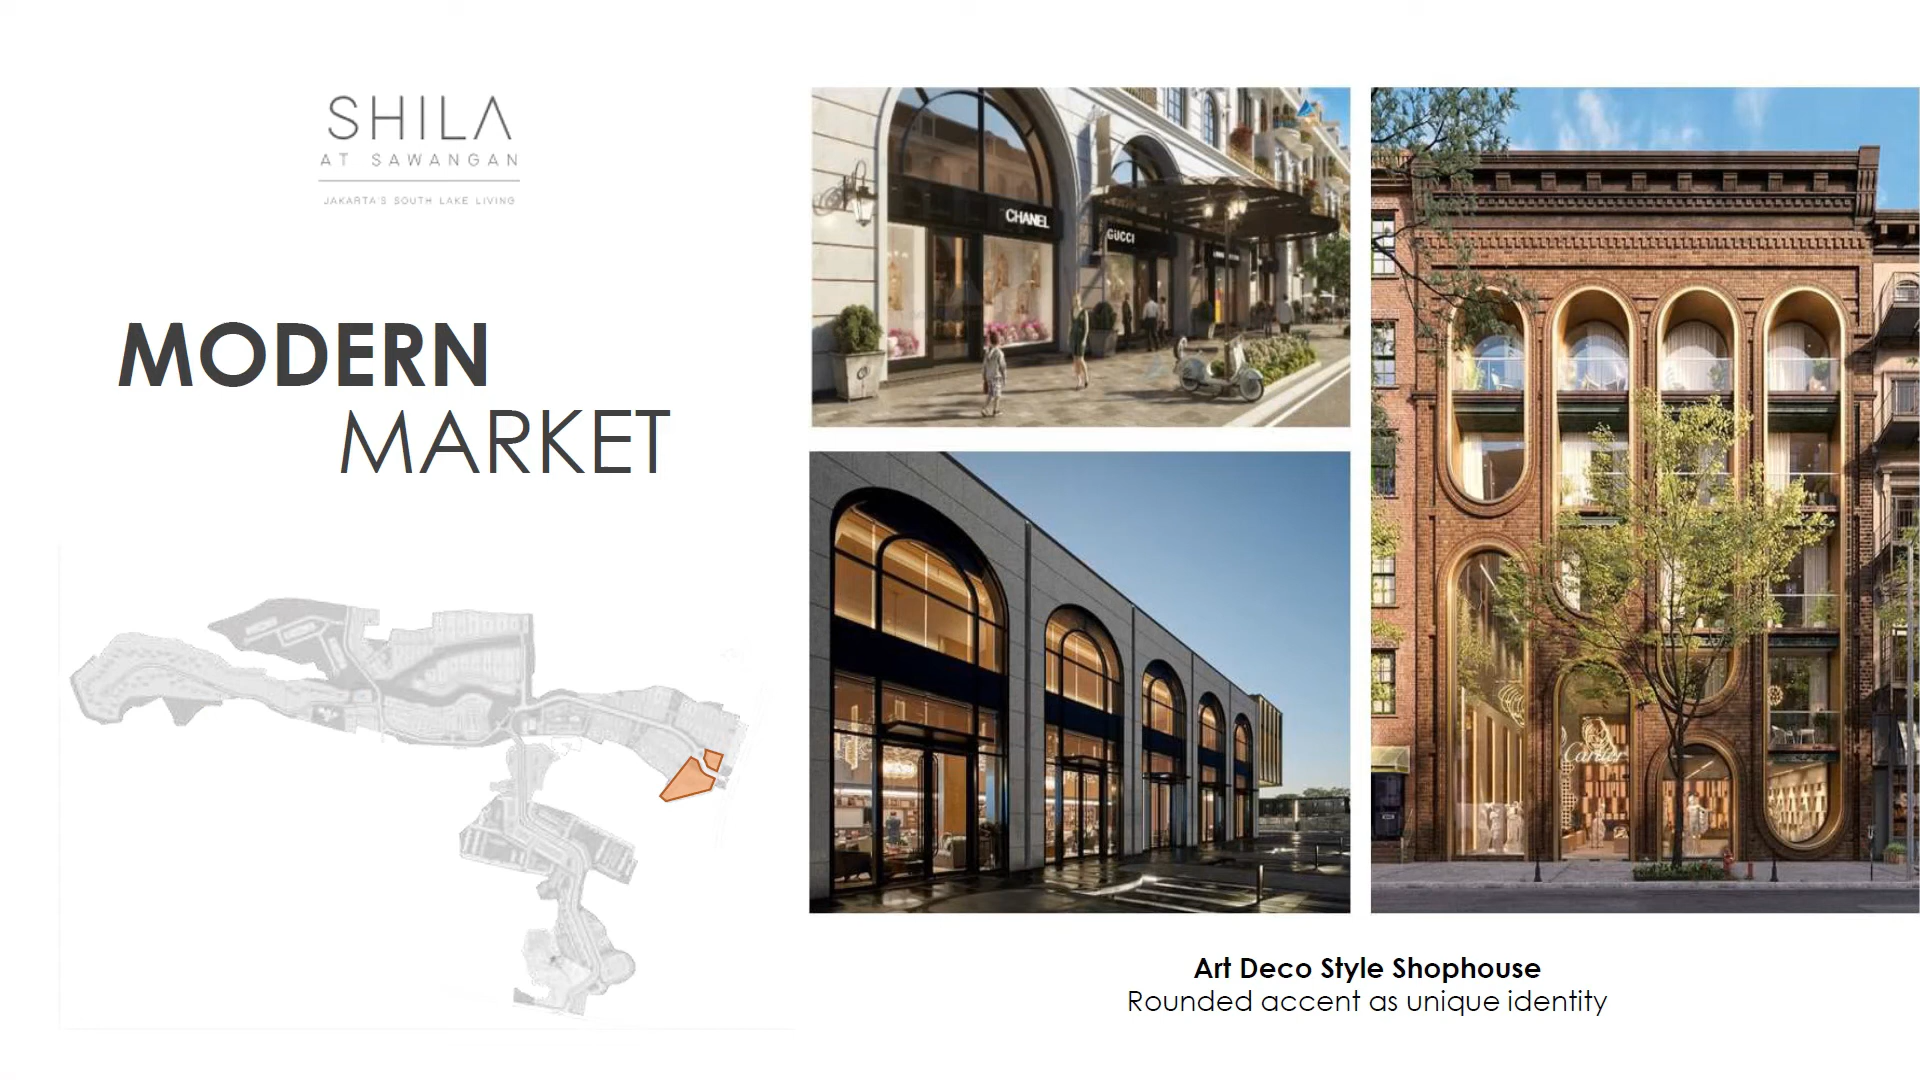 SHILA
AT SAWANGAN
JAKARTA'S SOUTH LAKE LIVING
MODERN
MARKET
CHANEL
GUCCI
Cartier
Art Deco Style Shophouse
Rounded accent as unique identity